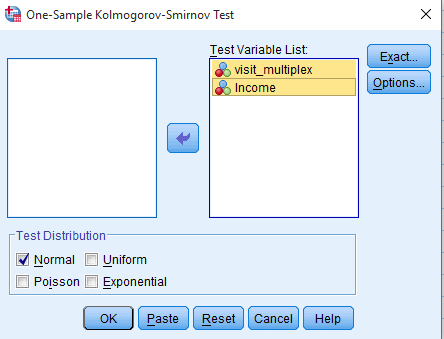 One-Sample Kolmogorov-Smirnov Test
Test Variable List:
visit_multiplex
Income
Exact...
Options...
Test Distribution
Normal Uniform
Poisson Exponential
OK Paste Reset Cancel Help